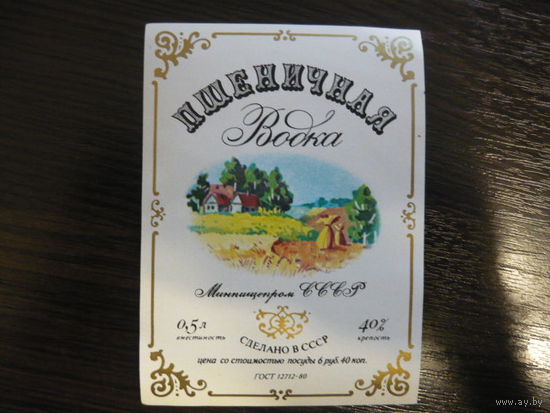 ПШЕНИЧНАЯ
Водка
Минпищепром СССР
0,5 л
вместимость
40%
крепость
СДЕЛАНО В СССР
цена со стоимостью посуды 6 руб. 40 коп.
ГОСТ 12712-80
© www.ay.by